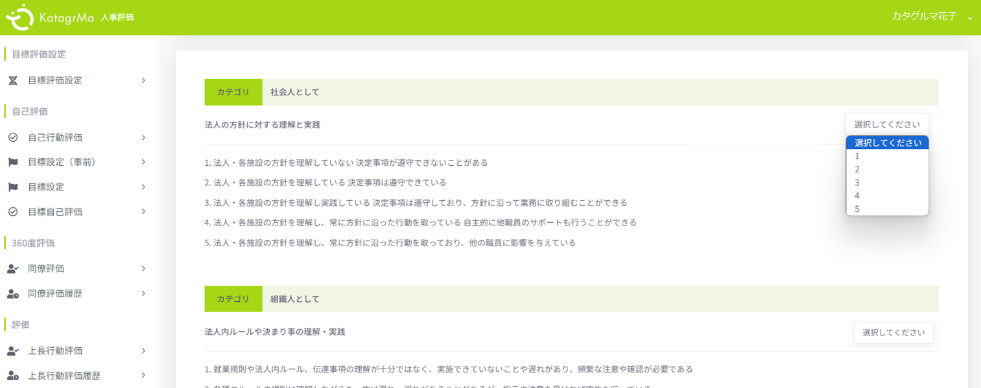 KatagrMa 人事評価
カタグルマ花子
目標評価設定
目標評価設定
自己評価
自己行動評価
目標設定（事前）
目標設定
目標自己評価
360度評価
同僚評価
同僚評価履歴
評価
上長行動評価
上長行動評価履歴
カテゴリ 社会人として
法人の方針に対する理解と実践
選択してください
選択してください
1
2
3
4
5
1. 法人・各施設の方針を理解していない 決定事項が遵守できないことがある
2. 法人・各施設の方針を理解している 決定事項は遵守できている
3. 法人・各施設の方針を理解し実践している 決定事項は遵守しており、方針に沿って業務に取り組むことができる
4. 法人・各施設の方針を理解し、常に方針に沿った行動を取っている 自主的に他職員のサポートも行うことができる
5. 法人・各施設の方針を理解し、常に方針に沿った行動を取っており、他の職員に影響を与えている
カテゴリ 組織人として
法人内ルールや決まり事の理解・実践
選択してください
1. 就業規則や法人内ルール、伝達事項の理解が十分ではなく、実施できていないことや遅れがあり、頻繁な注意や確認が必要である